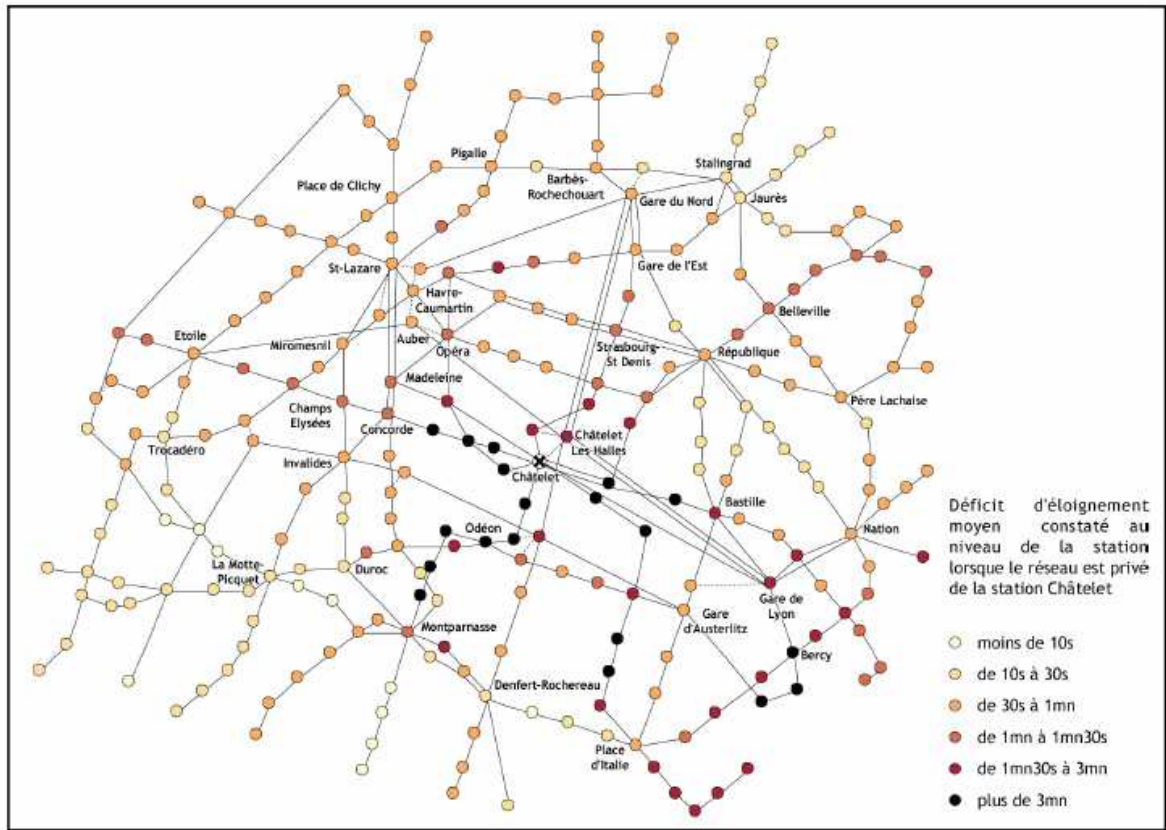 Pigalle
Stalingrad
Place de Clichy
Barbès-
Rochechouart
Gare du Nord
Jaurès
St-Lazare
Gare de l'Est
Havre-
Caumartin
Belleville
Etoile
Miromesnil
Auber
Opéra
Strasbourg-
St Denis
République
Madeleine
Père Lachaise
Champs
Elysées
Concorde
Châtelet
Les Halles
Trocadéro
Invalides
Châtelet
Bastille
Odéon
Nation
La Motte-
Picquet
Duroc
Gare de
Lyon
Gare
d'Austerlitz
Montparnasse
Bercy
Denfert-Rochereau
Place
d'Italie
Déficit d'éloignement
moyen constaté au
niveau de la station
lorsque le réseau est privé
de la station Châtelet
moins de 10s
de 10s à 30s
de 30s à 1mn
de 1mn à 1mn30s
de 1mn30s à 3mn
plus de 3mn